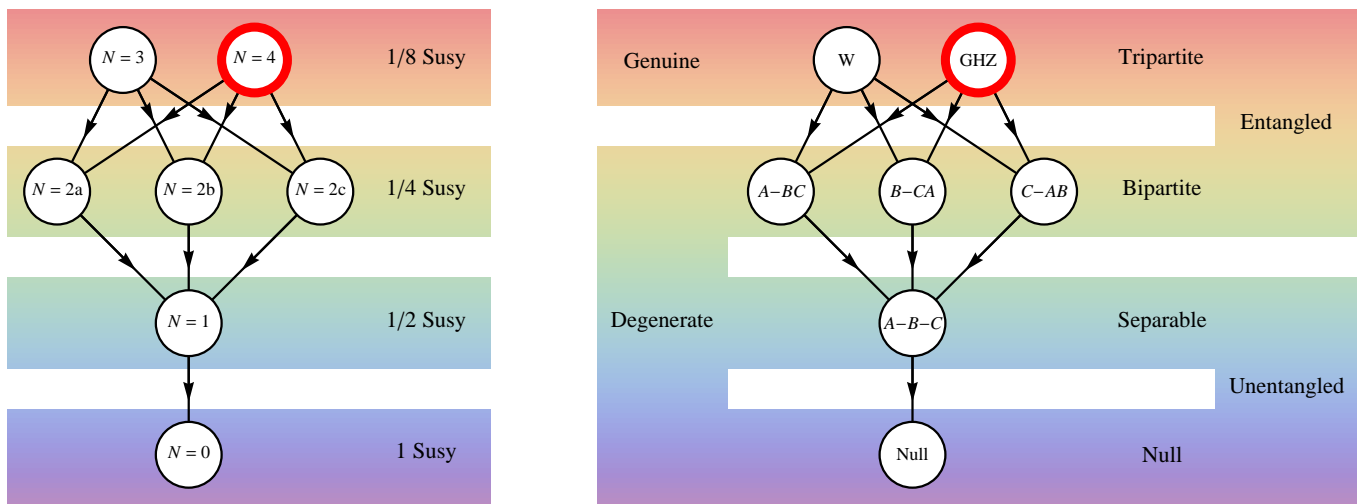 N = 3
N = 4
1/8 Susy
N = 2a
N = 2b
N = 2c
1/4 Susy
N = 1
1/2 Susy
N = 0
1 Susy
Genuine
W
GHZ
Tripartite
Entangled
A–BC
B–CA
C–AB
Bipartite
Degenerate
A–B–C
Separable
Unentangled
Null
Null